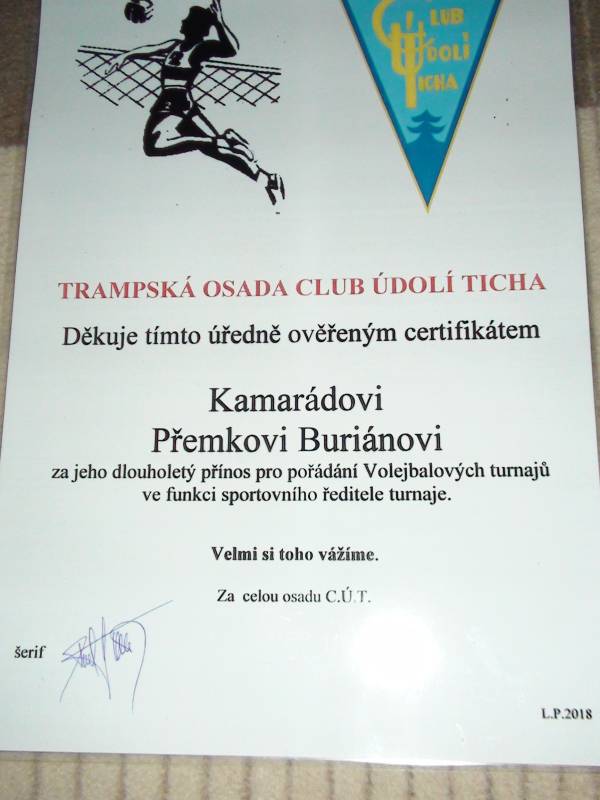 CLUB
ÚDOLÍ
TICHA
TRAMPSKÁ OSADA CLUB ÚDOLÍ TICHA
Děkuje tímto úředně ověřeným certifikátem
Kamarádovi
Přemkovi Buriánovi
za jeho dlouholetý přínos pro pořádání Volejbalových turnajů
ve funkci sportovního ředitele turnaje.
Velmi si toho vážíme.
Za celou osadu C.Ú.T.
šerif
L.P.2018